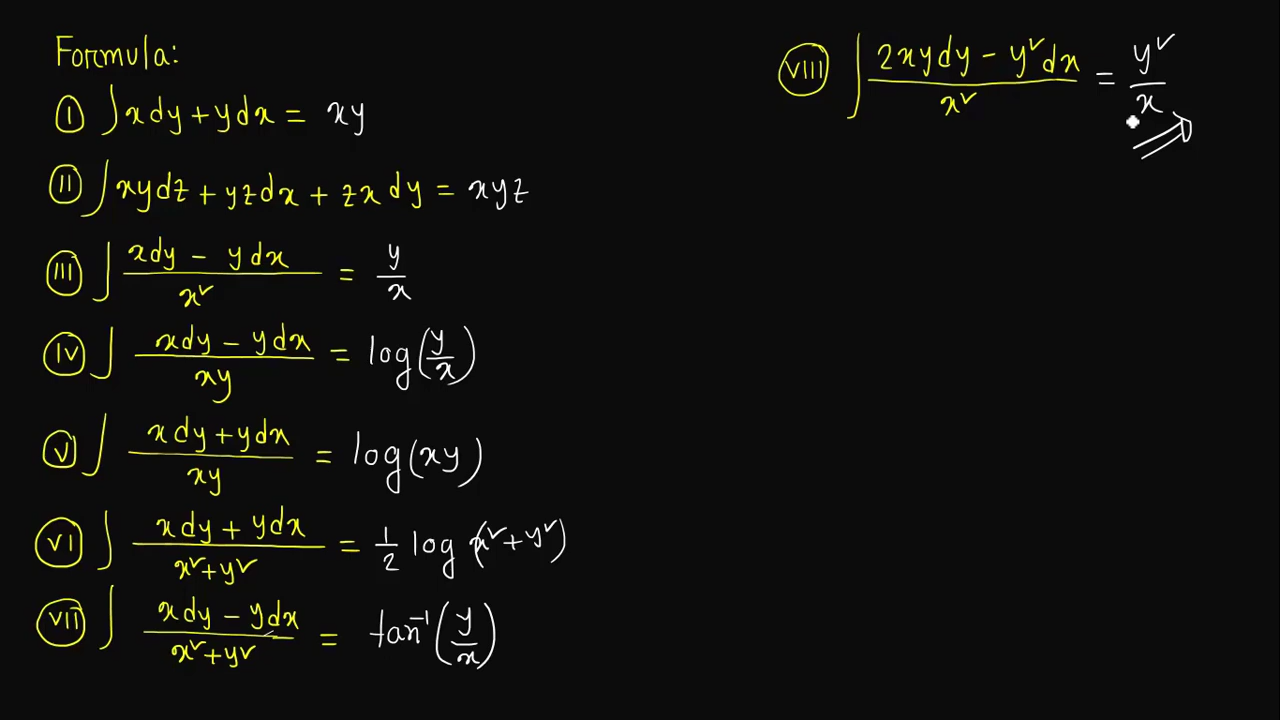 Formula:
(I) ∫ xdy + ydx = xy
(II) ∫ xydz + yzdx + zxdy = xyz
(III) ∫ (xdy - ydx)/x² = y/x
(IV) ∫ (xdy - ydx)/xy = log(y/x)
(V) ∫ (xdy + ydx)/xy = log(xy)
(VI) ∫ (xdy + ydx)/(x² + y²) = 1/2 log(x² + y²)
(VII) ∫ (xdy - ydx)/(x² + y²) = tan⁻¹(y/x)
(VIII) ∫ (2xydy - y²dx)/x² = y²/x